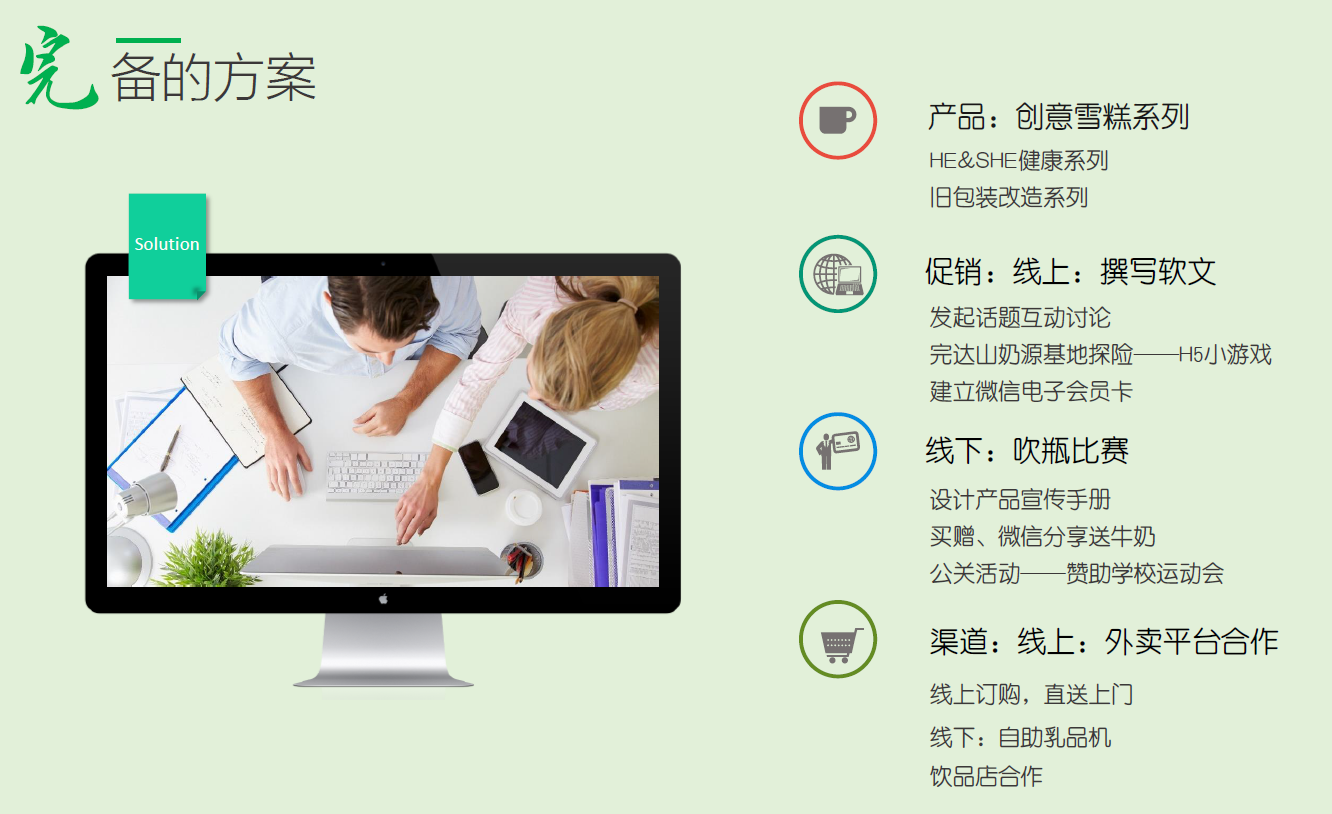 完备的方案
Solution
产品：创意雪糕系列
HE&SHE健康系列
旧包装改造系列
促销：线上：撰写软文
发起话题互动讨论
完达山奶源基地探险——H5小游戏
建立微信电子会员卡
线下：吹瓶比赛
设计产品宣传手册
买赠、微信分享送牛奶
公关活动——赞助学校运动会
渠道：线上：外卖平台合作
线上订购，直送上门
线下：自助乳品机
饮品店合作